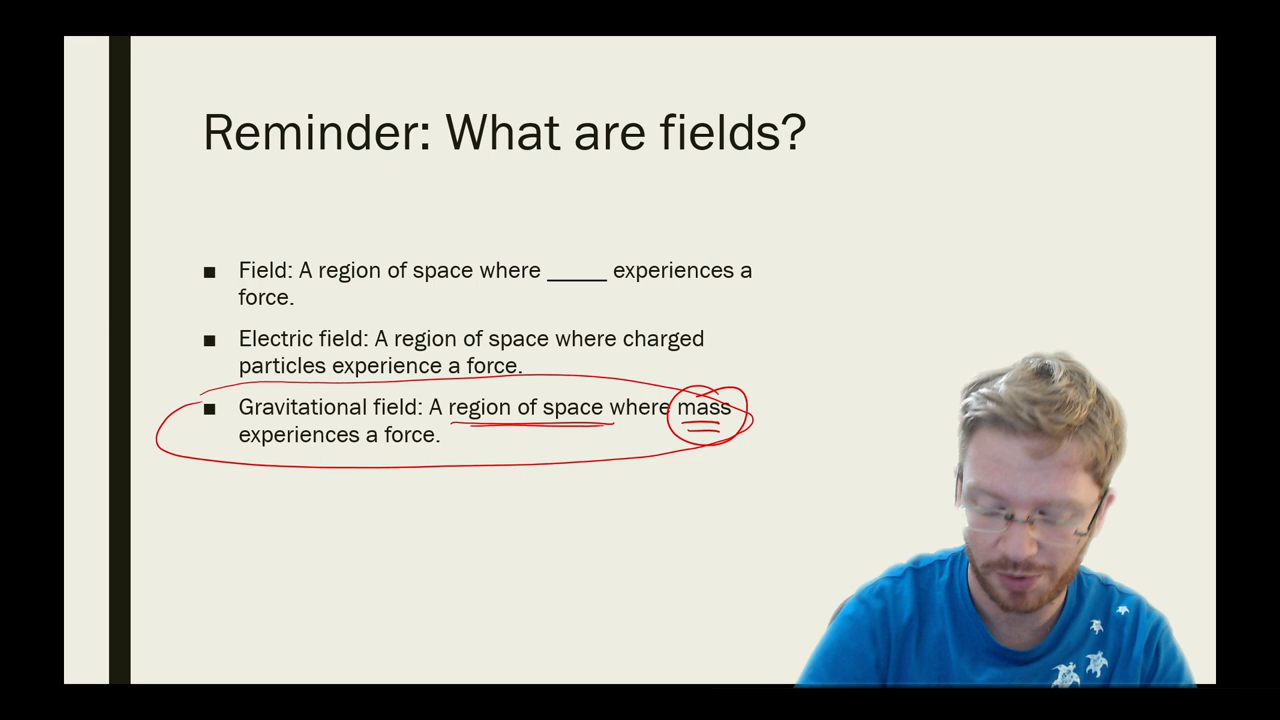 Reminder: What are fields?
■ Field: A region of space where _____ experiences a
force.
■ Electric field: A region of space where charged
particles experience a force.
■ Gravitational field: A region of space where mass
experiences a force.